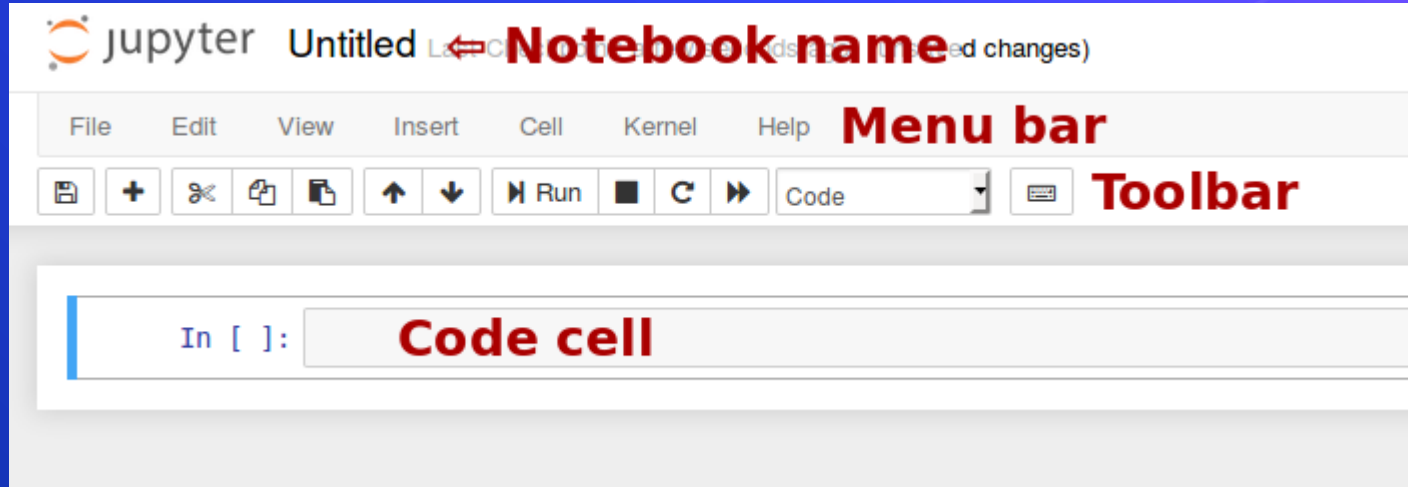 jupyter Untitled ⇐ Notebook name ed changes)
File Edit View Insert Cell Kernel Help Menu bar
Run Code Toolbar
In [ ]: Code cell